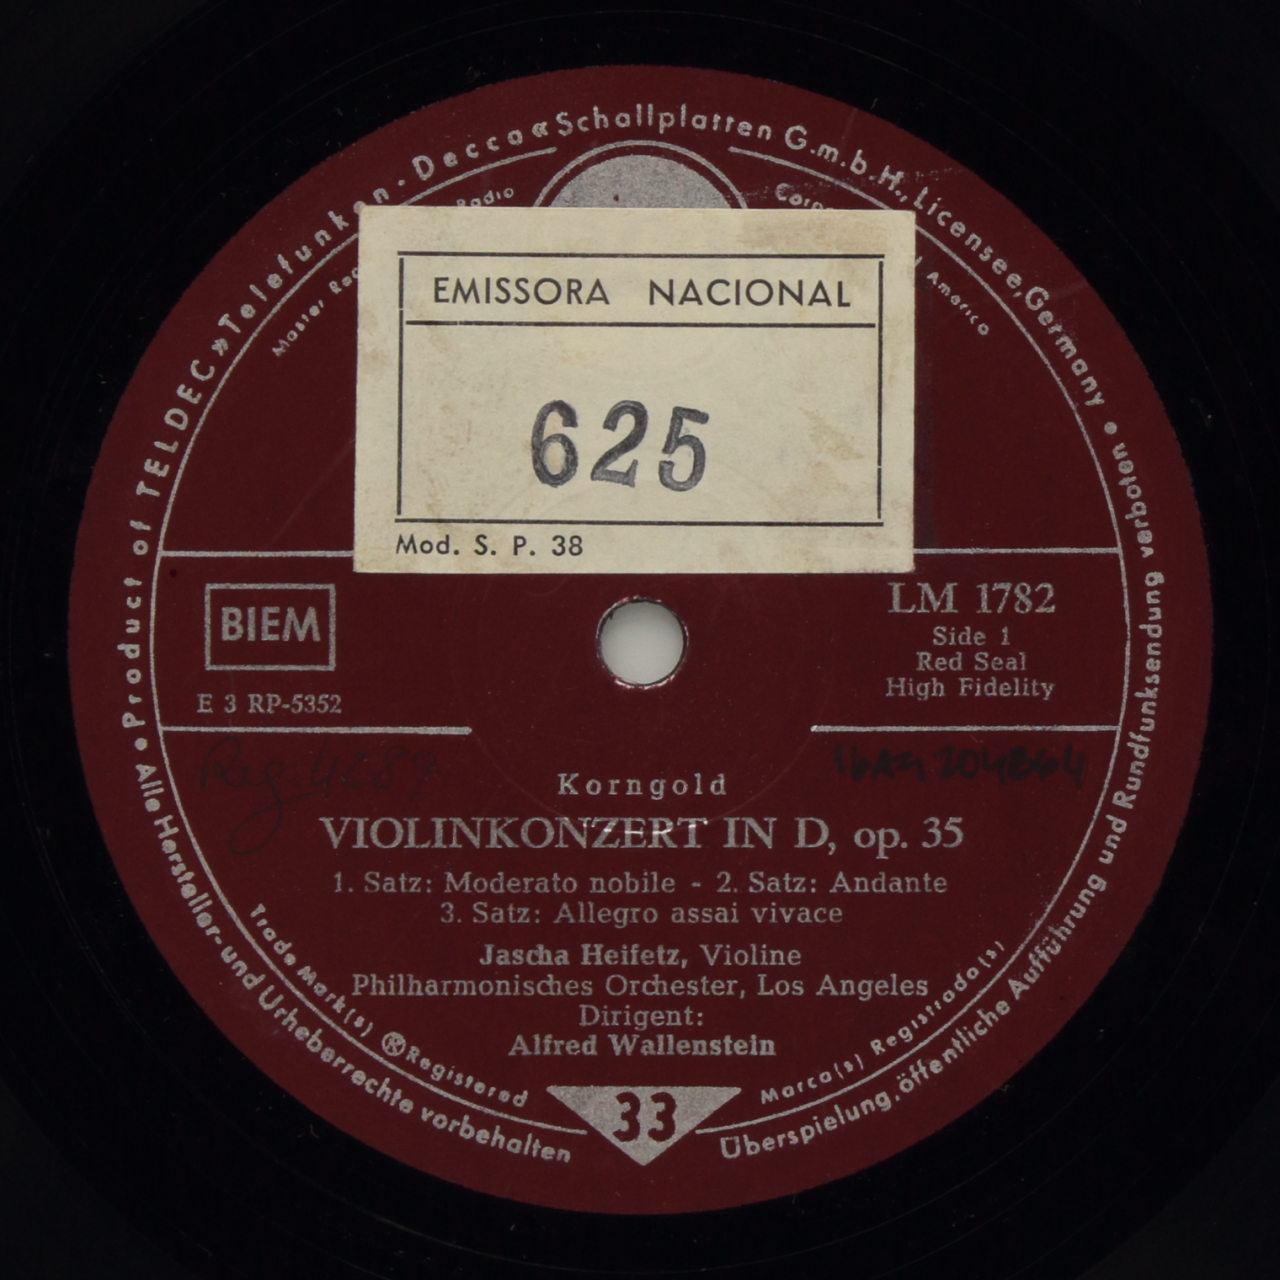 Product of TELDEC »Telefunken-Decca« Schallplatten G.m.b.H., Licensee, Germany
Radio
America
EMISSORA NACIONAL
625
Mod. S. P. 38
BIEM
E 3 RP-5352
LM 1782
Side 1
Red Seal
High Fidelity
Reg
Korngold
VIOLINKONZERT IN D, op. 35
1. Satz: Moderato nobile - 2. Satz: Andante
3. Satz: Allegro assai vivace
Jascha Heifetz, Violine
Philharmonisches Orchester, Los Angeles
Dirigent:
Alfred Wallenstein
33
Trade Mark(s) ® Registered
Marca(s) Registrada(s)
Alle Hersteller- und Urheberrechte vorbehalten
Überspielung, öffentliche Aufführung und Rundfunksendung verboten